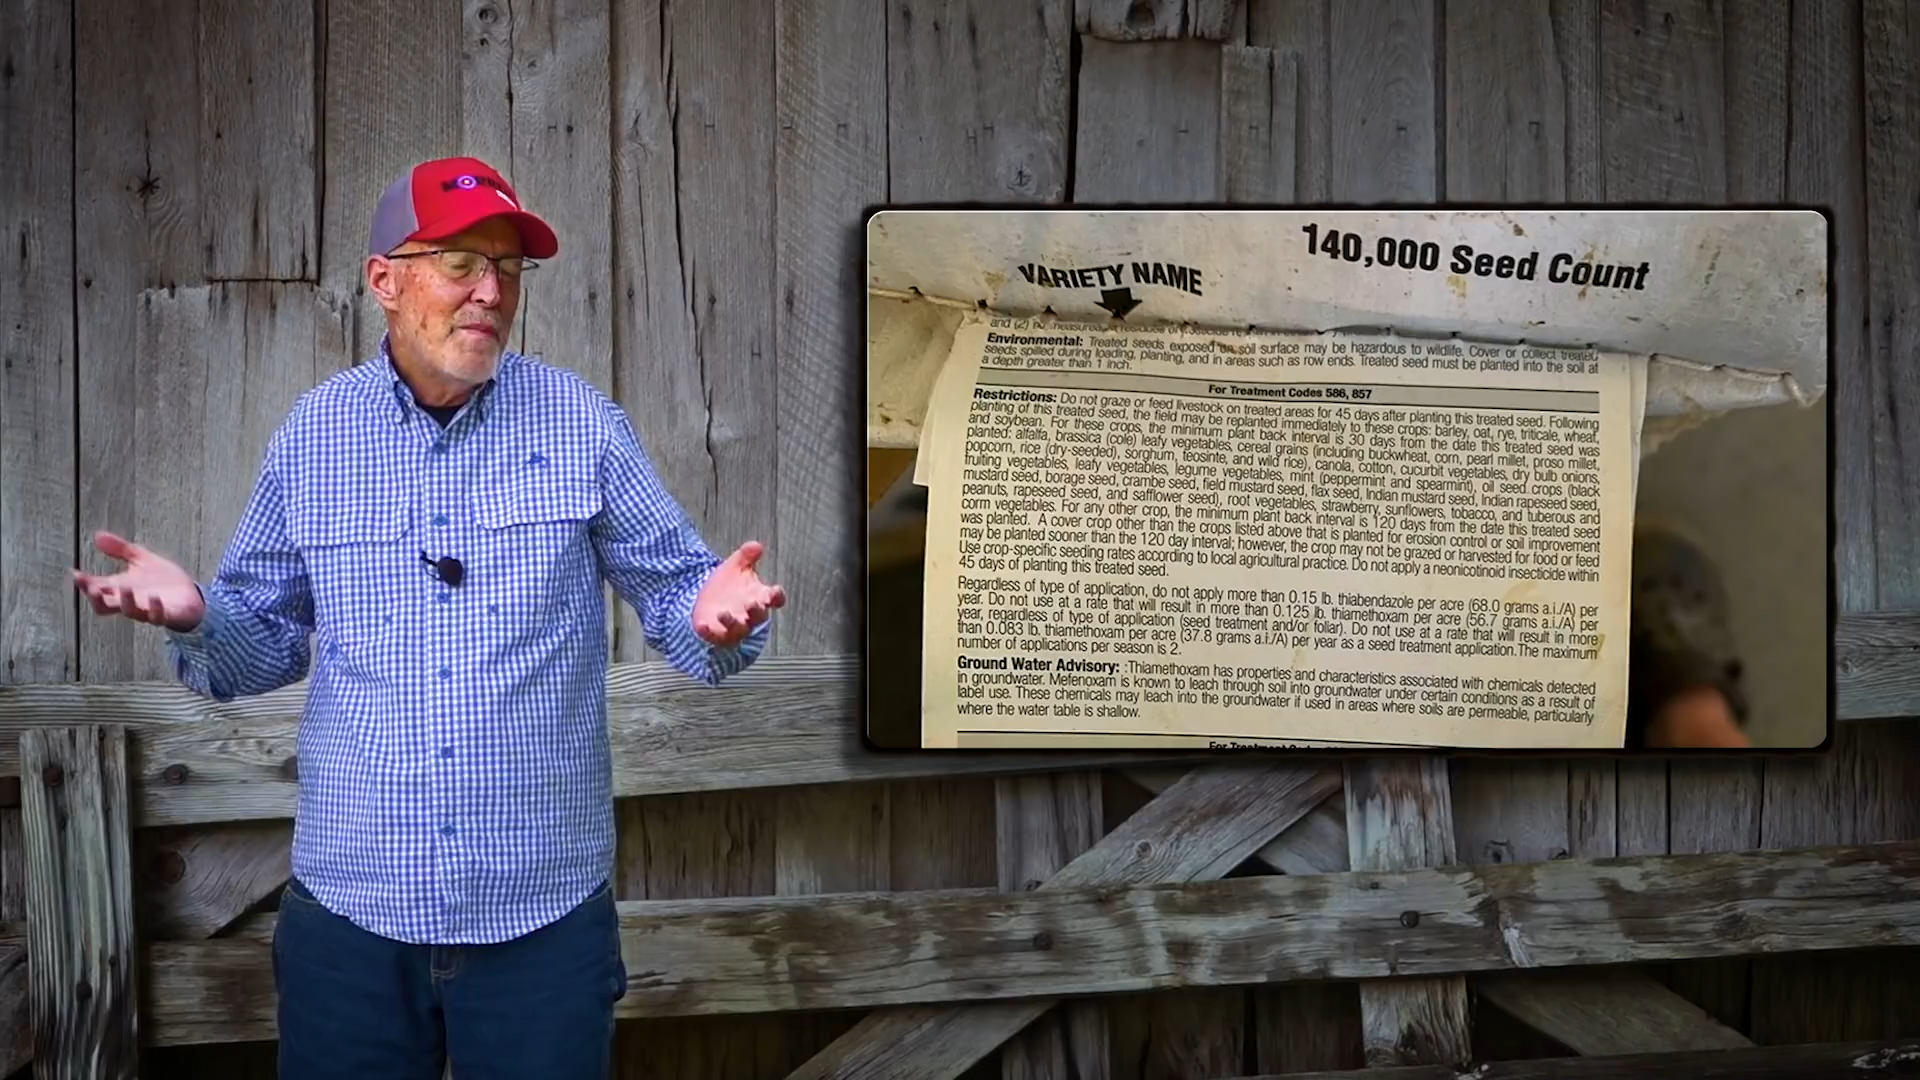 140,000 Seed Count
VARIETY NAME
Environmental: Treated seeds exposed on soil surface may be hazardous to wildlife. Cover or collect treated
seeds spilled during loading, planting, and in areas such as row ends. Treated seed must be planted into the soil at
a depth greater than 1 inch.
For Treatment Codes 586, 857
Restrictions: Do not graze or feed livestock on treated areas for 45 days after planting this treated seed. Following
planting of this treated seed, the field may be replanted immediately to these crops: barley, oat, rye, triticale, wheat,
and soybean. For these crops, the minimum plant back interval is 30 days from the date this treated seed was
planted: alfalfa, brassica (cole) leafy vegetables, cereal grains (including buckwheat, corn, pearl millet, proso millet,
popcorn, rice (dry-seeded), sorghum, teosinte, and wild rice), canola, cotton, cucurbit vegetables, dry bulb onions,
fruiting vegetables, leafy vegetables, legume vegetables, mint (peppermint and spearmint), oil seed crops (black
mustard seed, borage seed, crambe seed, field mustard seed, flax seed, Indian mustard seed, Indian rapeseed seed,
peanuts, rapeseed seed, and safflower seed), root vegetables, strawberry, sunflowers, tobacco, and tuberous and
corm vegetables. For any other crop, the minimum plant back interval is 120 days from the date this treated seed
was planted. A cover crop other than the crops listed above that is planted for erosion control or soil improvement
may be planted sooner than the 120 day interval; however, the crop may not be grazed or harvested for food or feed
Use crop-specific seeding rates according to local agricultural practice. Do not apply a neonicotinoid insecticide within
45 days of planting this treated seed.
Regardless of type of application, do not apply more than 0.15 lb. thiabendazole per acre (68.0 grams a.i./A) per
year. Do not use at a rate that will result in more than 0.125 lb. thiamethoxam per acre (56.7 grams a.i./A) per
year, regardless of type of application (seed treatment and/or foliar). Do not use at a rate that will result in more
than 0.083 lb. thiamethoxam per acre (37.8 grams a.i./A) per year as a seed treatment application. The maximum
number of applications per season is 2.
Ground Water Advisory: :Thiamethoxam has properties and characteristics associated with chemicals detected
in groundwater. Mefenoxam is known to leach through soil into groundwater under certain conditions as a result of
label use. These chemicals may leach into the groundwater if used in areas where soils are permeable, particularly
where the water table is shallow.
For Treatment